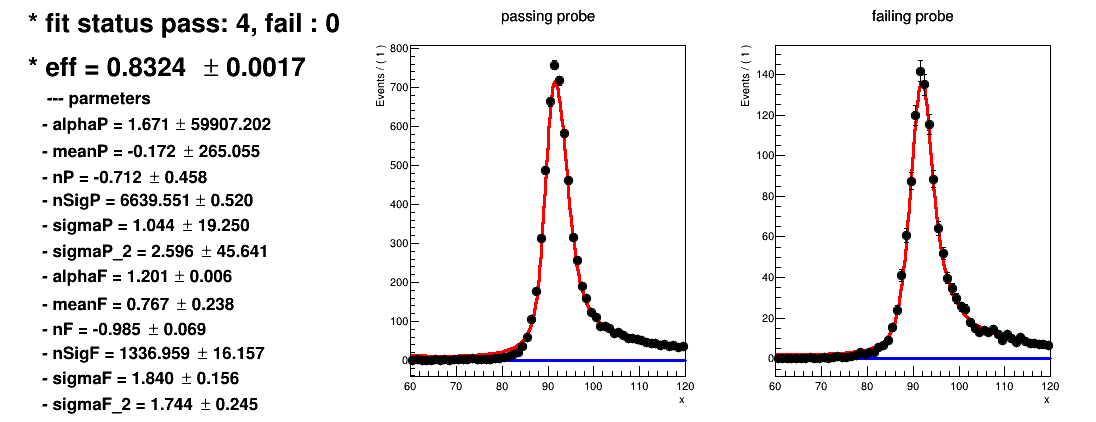 * fit status pass: 4, fail : 0
* eff = 0.8324 ± 0.0017
--- parmeters
- alphaP = 1.671 ± 59907.202
- meanP = -0.172 ± 265.055
- nP = -0.712 ± 0.458
- nSigP = 6639.551 ± 0.520
- sigmaP = 1.044 ± 19.250
- sigmaP_2 = 2.596 ± 45.641
- alphaF = 1.201 ± 0.006
- meanF = 0.767 ± 0.238
- nF = -0.985 ± 0.069
- nSigF = 1336.959 ± 16.157
- sigmaF = 1.840 ± 0.156
- sigmaF_2 = 1.744 ± 0.245
passing probe
Events / ( 1 )
800
700
600
500
400
300
200
100
0
60 70 80 90 100 110 120
x
failing probe
Events / ( 1 )
140
120
100
80
60
40
20
0
60 70 80 90 100 110 120
x